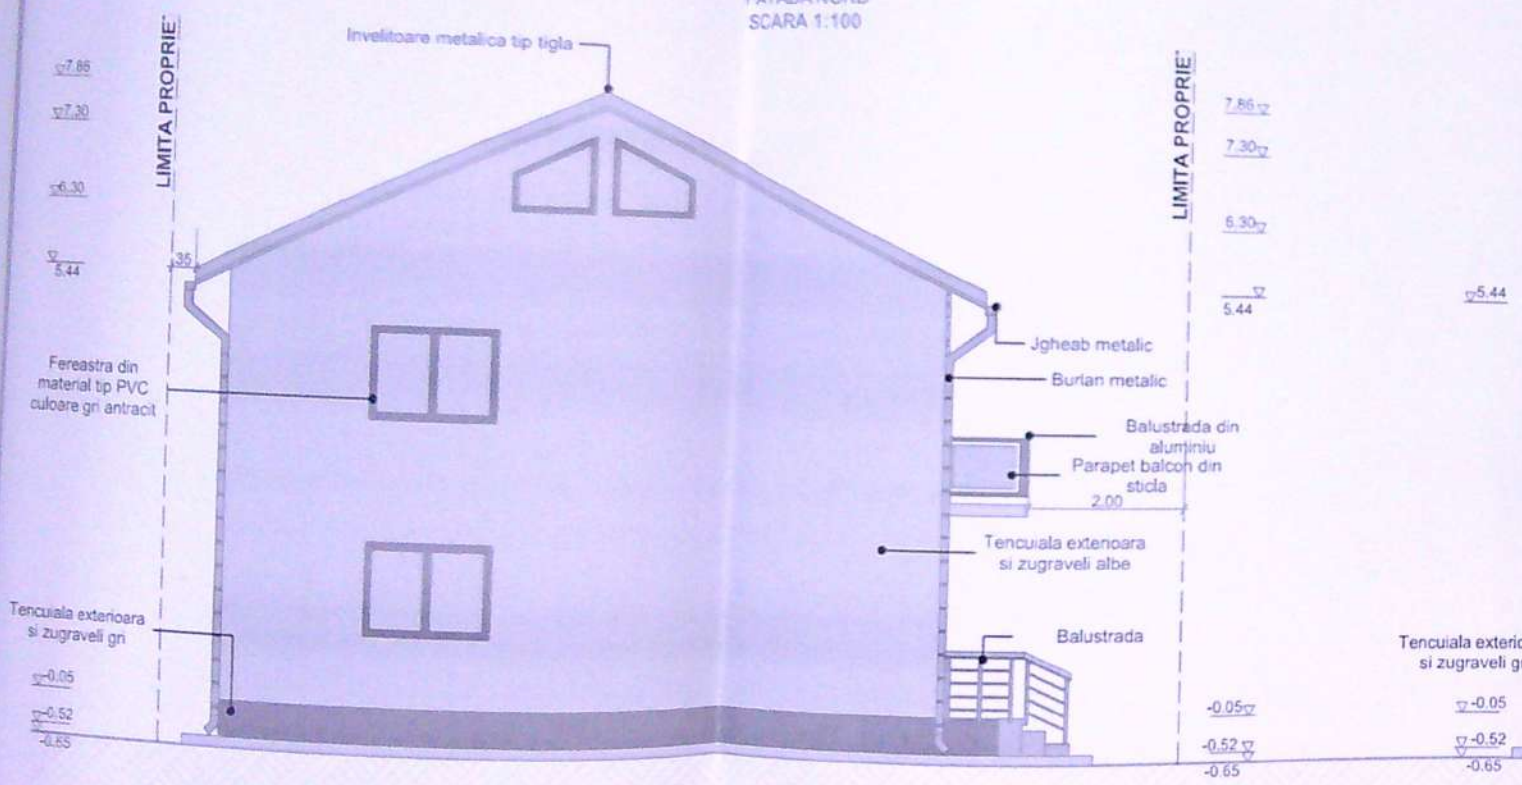 SCARA 1:100
Invelitoare metalica tip tigla
LIMITA PROPRIE
7.86
7.30
6.30
5.44
35
LIMITA PROPRIE
7.86
7.30
6.30
5.44
5.44
Jgheab metalic
Burlan metalic
Fereastra din
material tip PVC
culoare gri antracit
Balustrada din
aluminiu
Parapet balcon din
sticla
2.00
Tencuiala exterioara
si zugraveli albe
Tencuiala exterioara
si zugraveli gri
Balustrada
-0.05
-0.52
-0.65
-0.05
-0.52
-0.65
Tencuiala exterio
si zugraveli g
-0.05
-0.52
-0.65